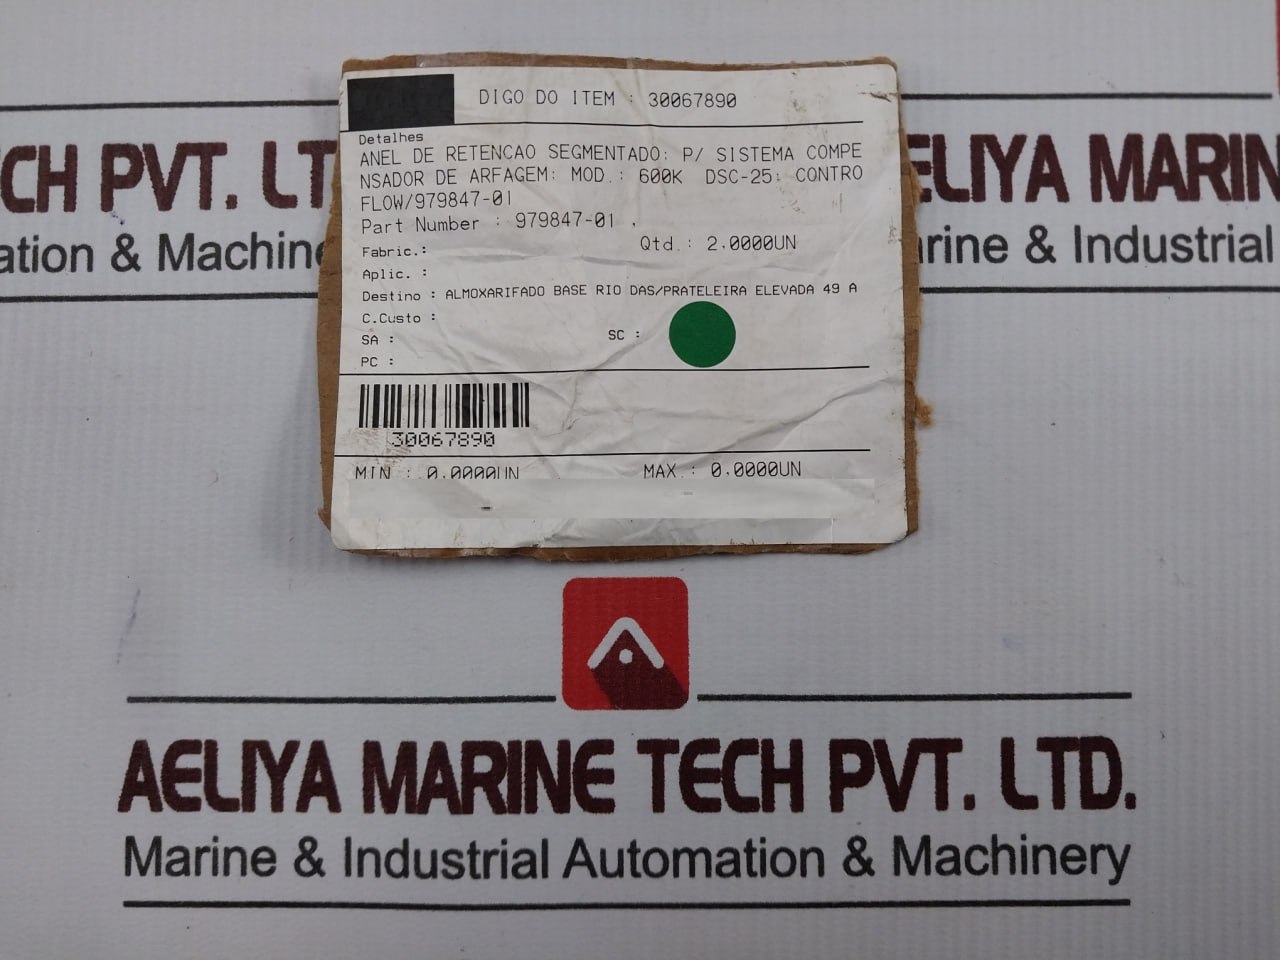 DIGO DO ITEM : 30067890
Detalhes
ANEL DE RETENCAO SEGMENTADO: P/ SISTEMA COMPE
NSADOR DE ARFAGEM: MOD.: 600K DSC-25: CONTRO
FLOW/979847-01
Part Number : 979847-01 .
Fabric.:
Qtd.: 2.0000UN
Aplic. :
Destino : ALMOXARIFADO BASE RIO DAS/PRATELEIRA ELEVADA 49 A
C.Custo :
SA :
SC :
PC :
30067890
MIN : 0.0000UN
MAX.: 0.0000UN
CH PVT. LT
ation & Machine
ELIYA MARIN
rine & Industrial
AELIYA MARINE TECH PVT. LTD.
Marine & Industrial Automation & Machinery